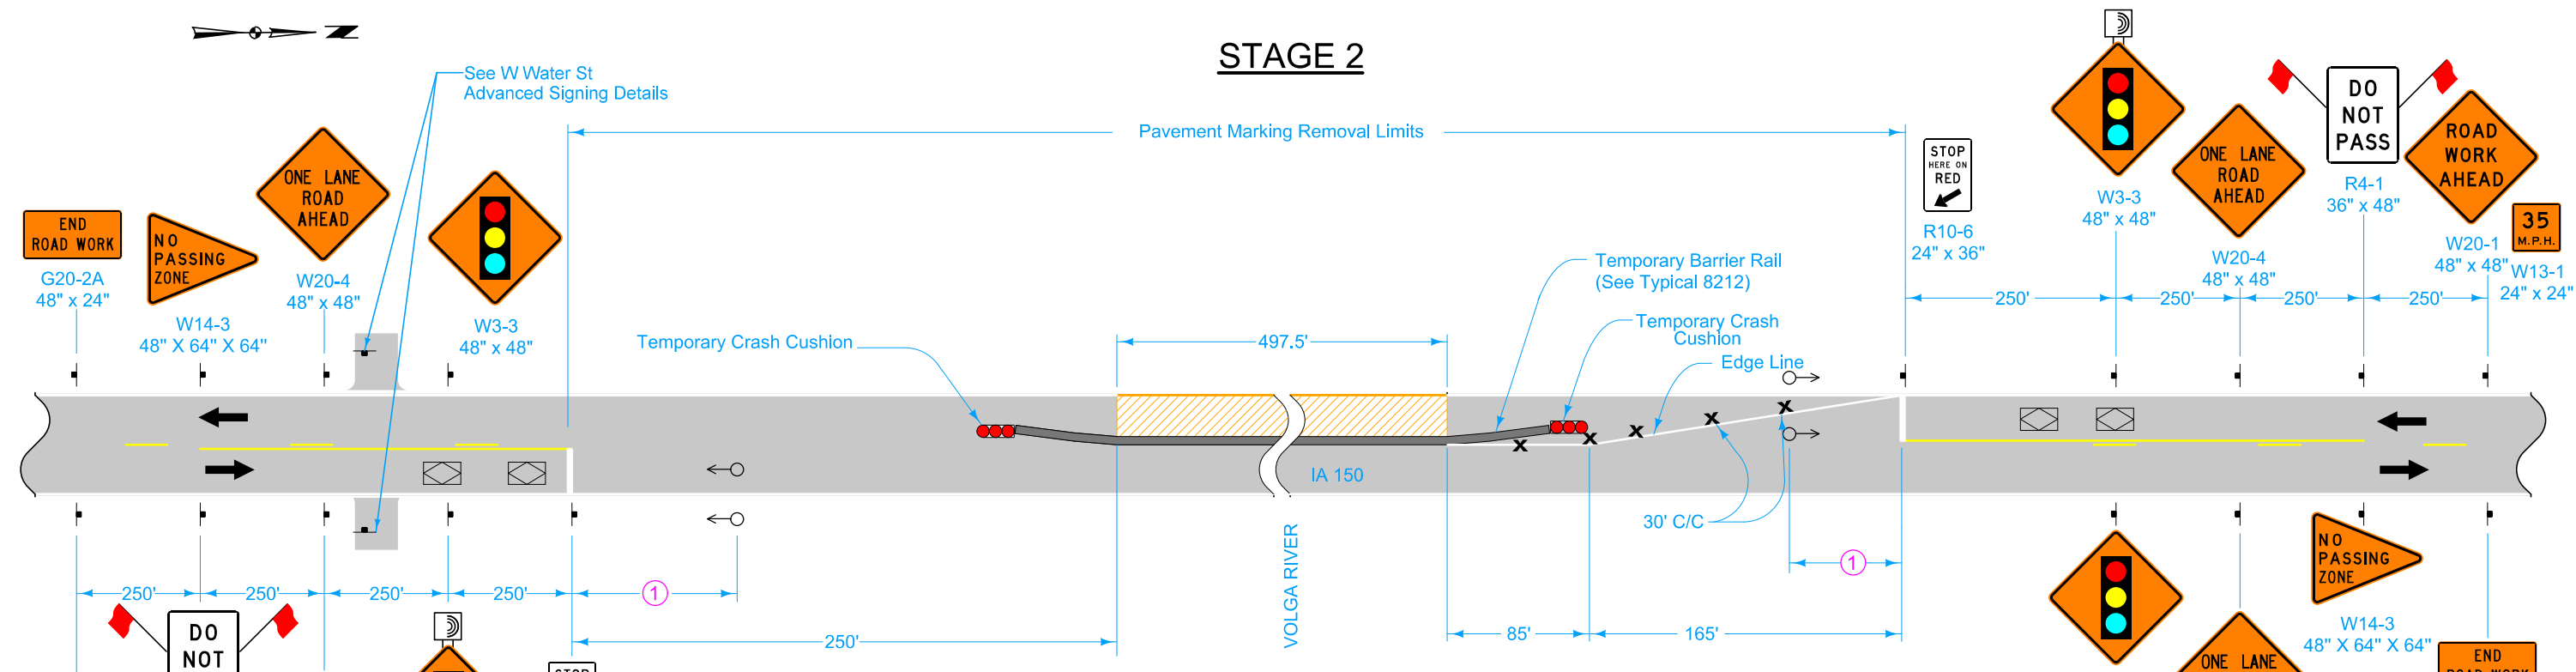 STAGE 2
See W Water St
Advanced Signing Details
Pavement Marking Removal Limits
END
ROAD WORK
G20-2A
48" x 24"
NO
PASSING
ZONE
W14-3
48" X 64" X 64"
ONE LANE
ROAD
AHEAD
W20-4
48" x 48"
W3-3
48" x 48"
Temporary Crash Cushion
497.5'
Temporary Barrier Rail
(See Typical 8212)
Temporary Crash
Cushion
Edge Line
STOP
HERE ON
RED
R10-6
24" x 36"
W3-3
48" x 48"
ONE LANE
ROAD
AHEAD
W20-4
48" x 48"
DO
NOT
PASS
R4-1
36" x 48"
ROAD
WORK
AHEAD
W20-1
48" x 48"
35
M.P.H.
W13-1
24" x 24"
250'
250'
250'
250'
IA 150
VOLGA RIVER
30' C/C
1
250'
250'
250'
250'
1
250'
85'
165'
DO
NOT
STOP
NO
PASSING
ZONE
W14-3
48" X 64" X 64"
ONE LANE
END
ROAD WORK